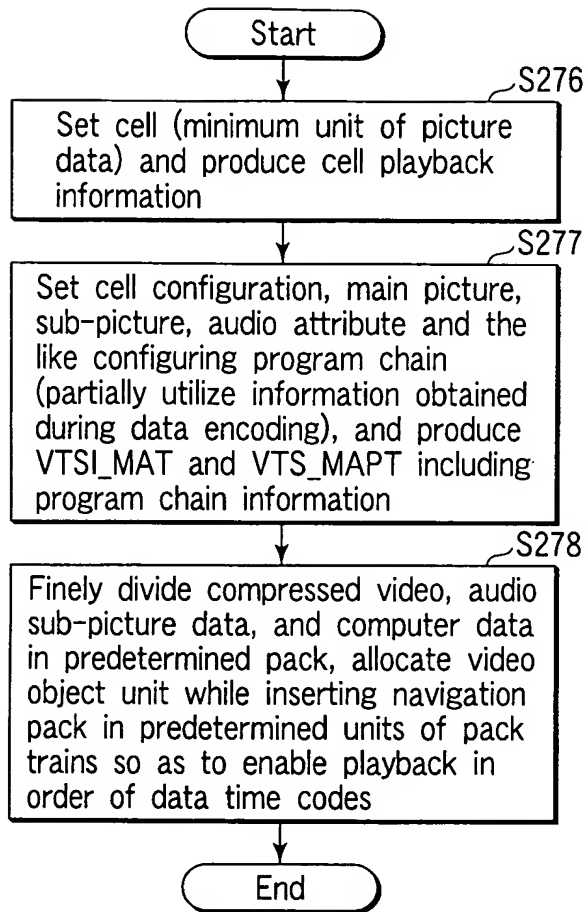 Start
S276
Set cell (minimum unit of picture
data) and produce cell playback
information
S277
Set cell configuration, main picture,
sub-picture, audio attribute and the
like configuring program chain
(partially utilize information obtained
during data encoding), and produce
VTSI_MAT and VTS_MAPT including
program chain information
S278
Finely divide compressed video, audio
sub-picture data, and computer data
in predetermined pack, allocate video
object unit while inserting navigation
pack in predetermined units of pack
trains so as to enable playback in
order of data time codes
End